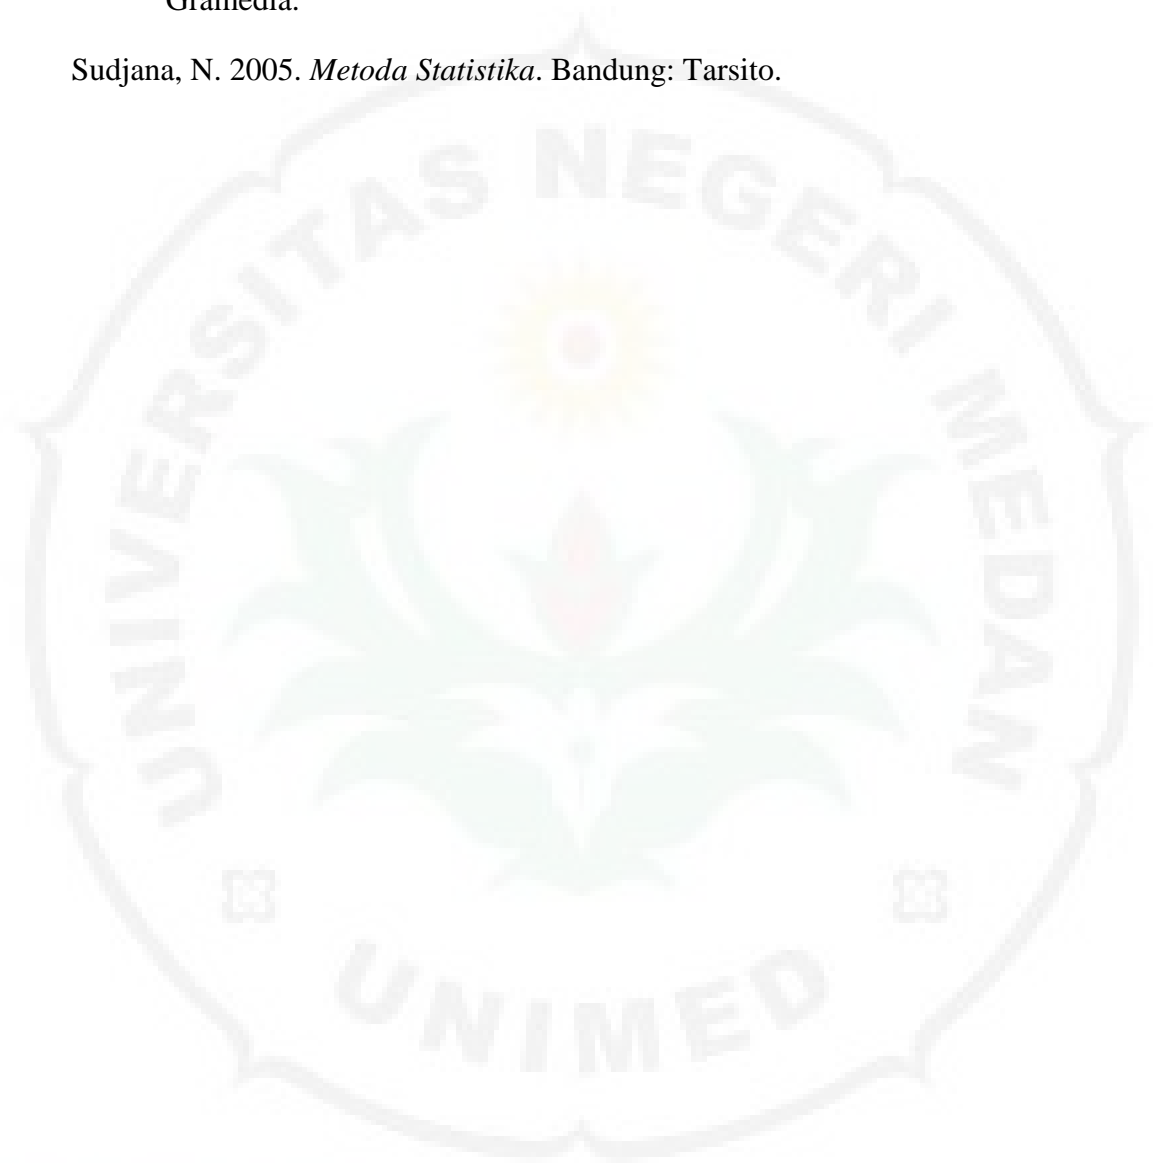 Gramedia.
Sudjana, N. 2005. Metoda Statistika. Bandung: Tarsito.
UNIVERSITAS NEGERI MEDAN
UNIMED